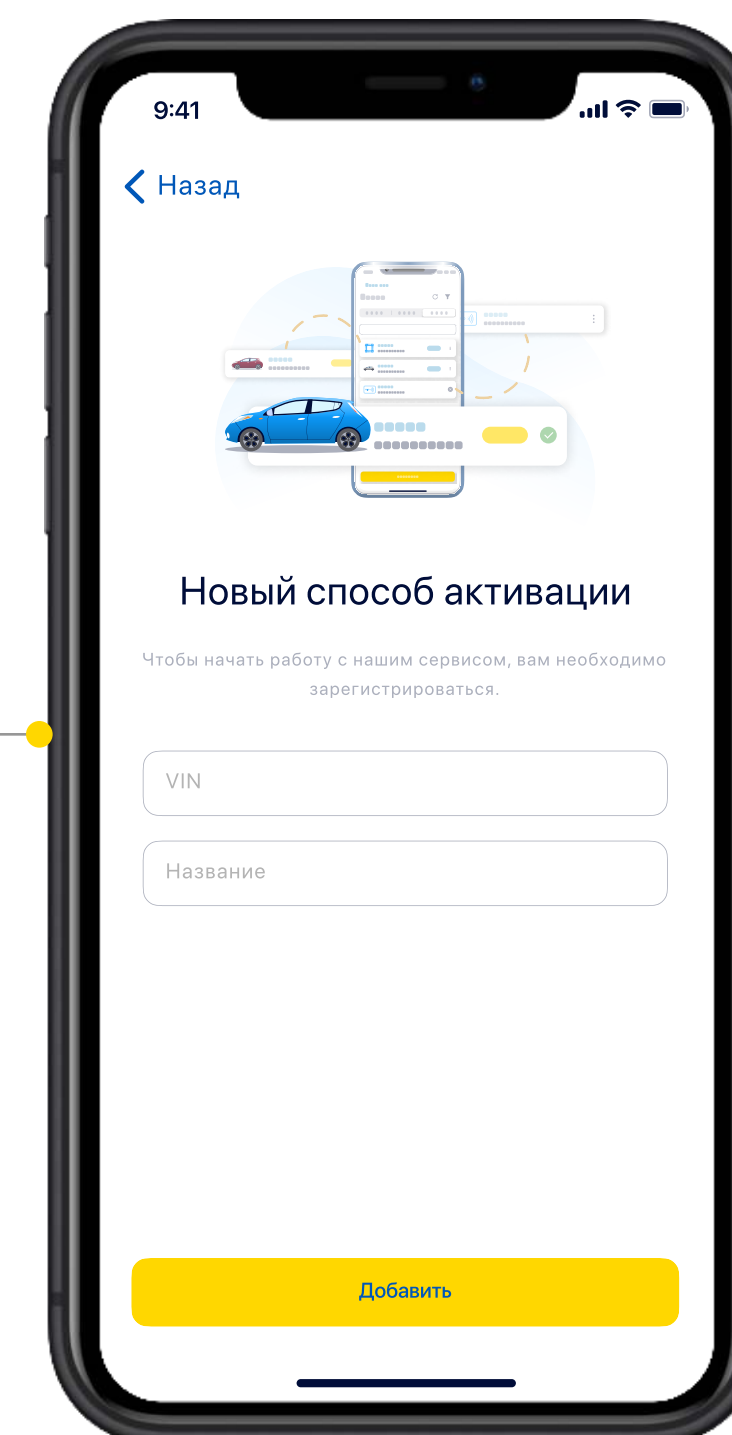 9:41
Назад
Новый способ активации
Чтобы начать работу с нашим сервисом, вам необходимо
зарегистрироваться.
VIN
Название
Добавить